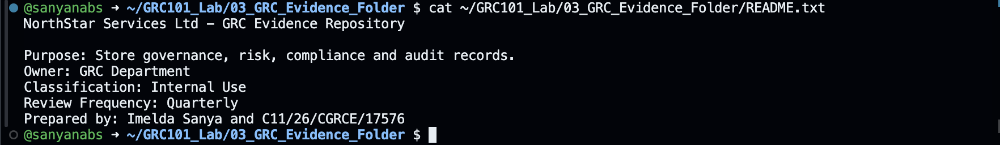 @sanyanabs → ~/GRC101_Lab/03_GRC_Evidence_Folder $ cat ~/GRC101_Lab/03_GRC_Evidence_Folder/README.txt
NorthStar Services Ltd - GRC Evidence Repository

Purpose: Store governance, risk, compliance and audit records.
Owner: GRC Department
Classification: Internal Use
Review Frequency: Quarterly
Prepared by: Imelda Sanya and C11/26/CGRCE/17576
@sanyanabs → ~/GRC101_Lab/03_GRC_Evidence_Folder $